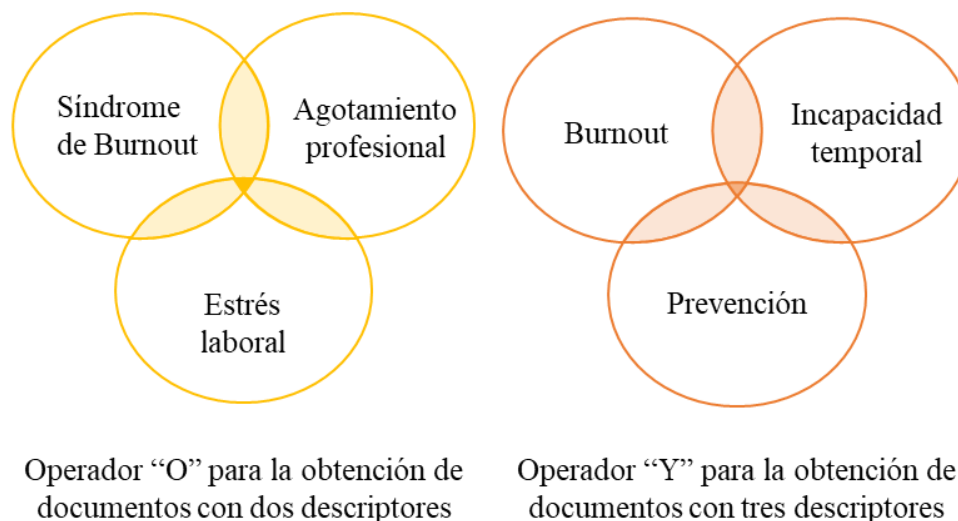 Síndrome
de Burnout
Agotamiento
profesional
Estrés
laboral
Burnout
Incapacidad
temporal
Prevención
Operador “O” para la obtención de
documentos con dos descriptores
Operador “Y” para la obtención de
documentos con tres descriptores